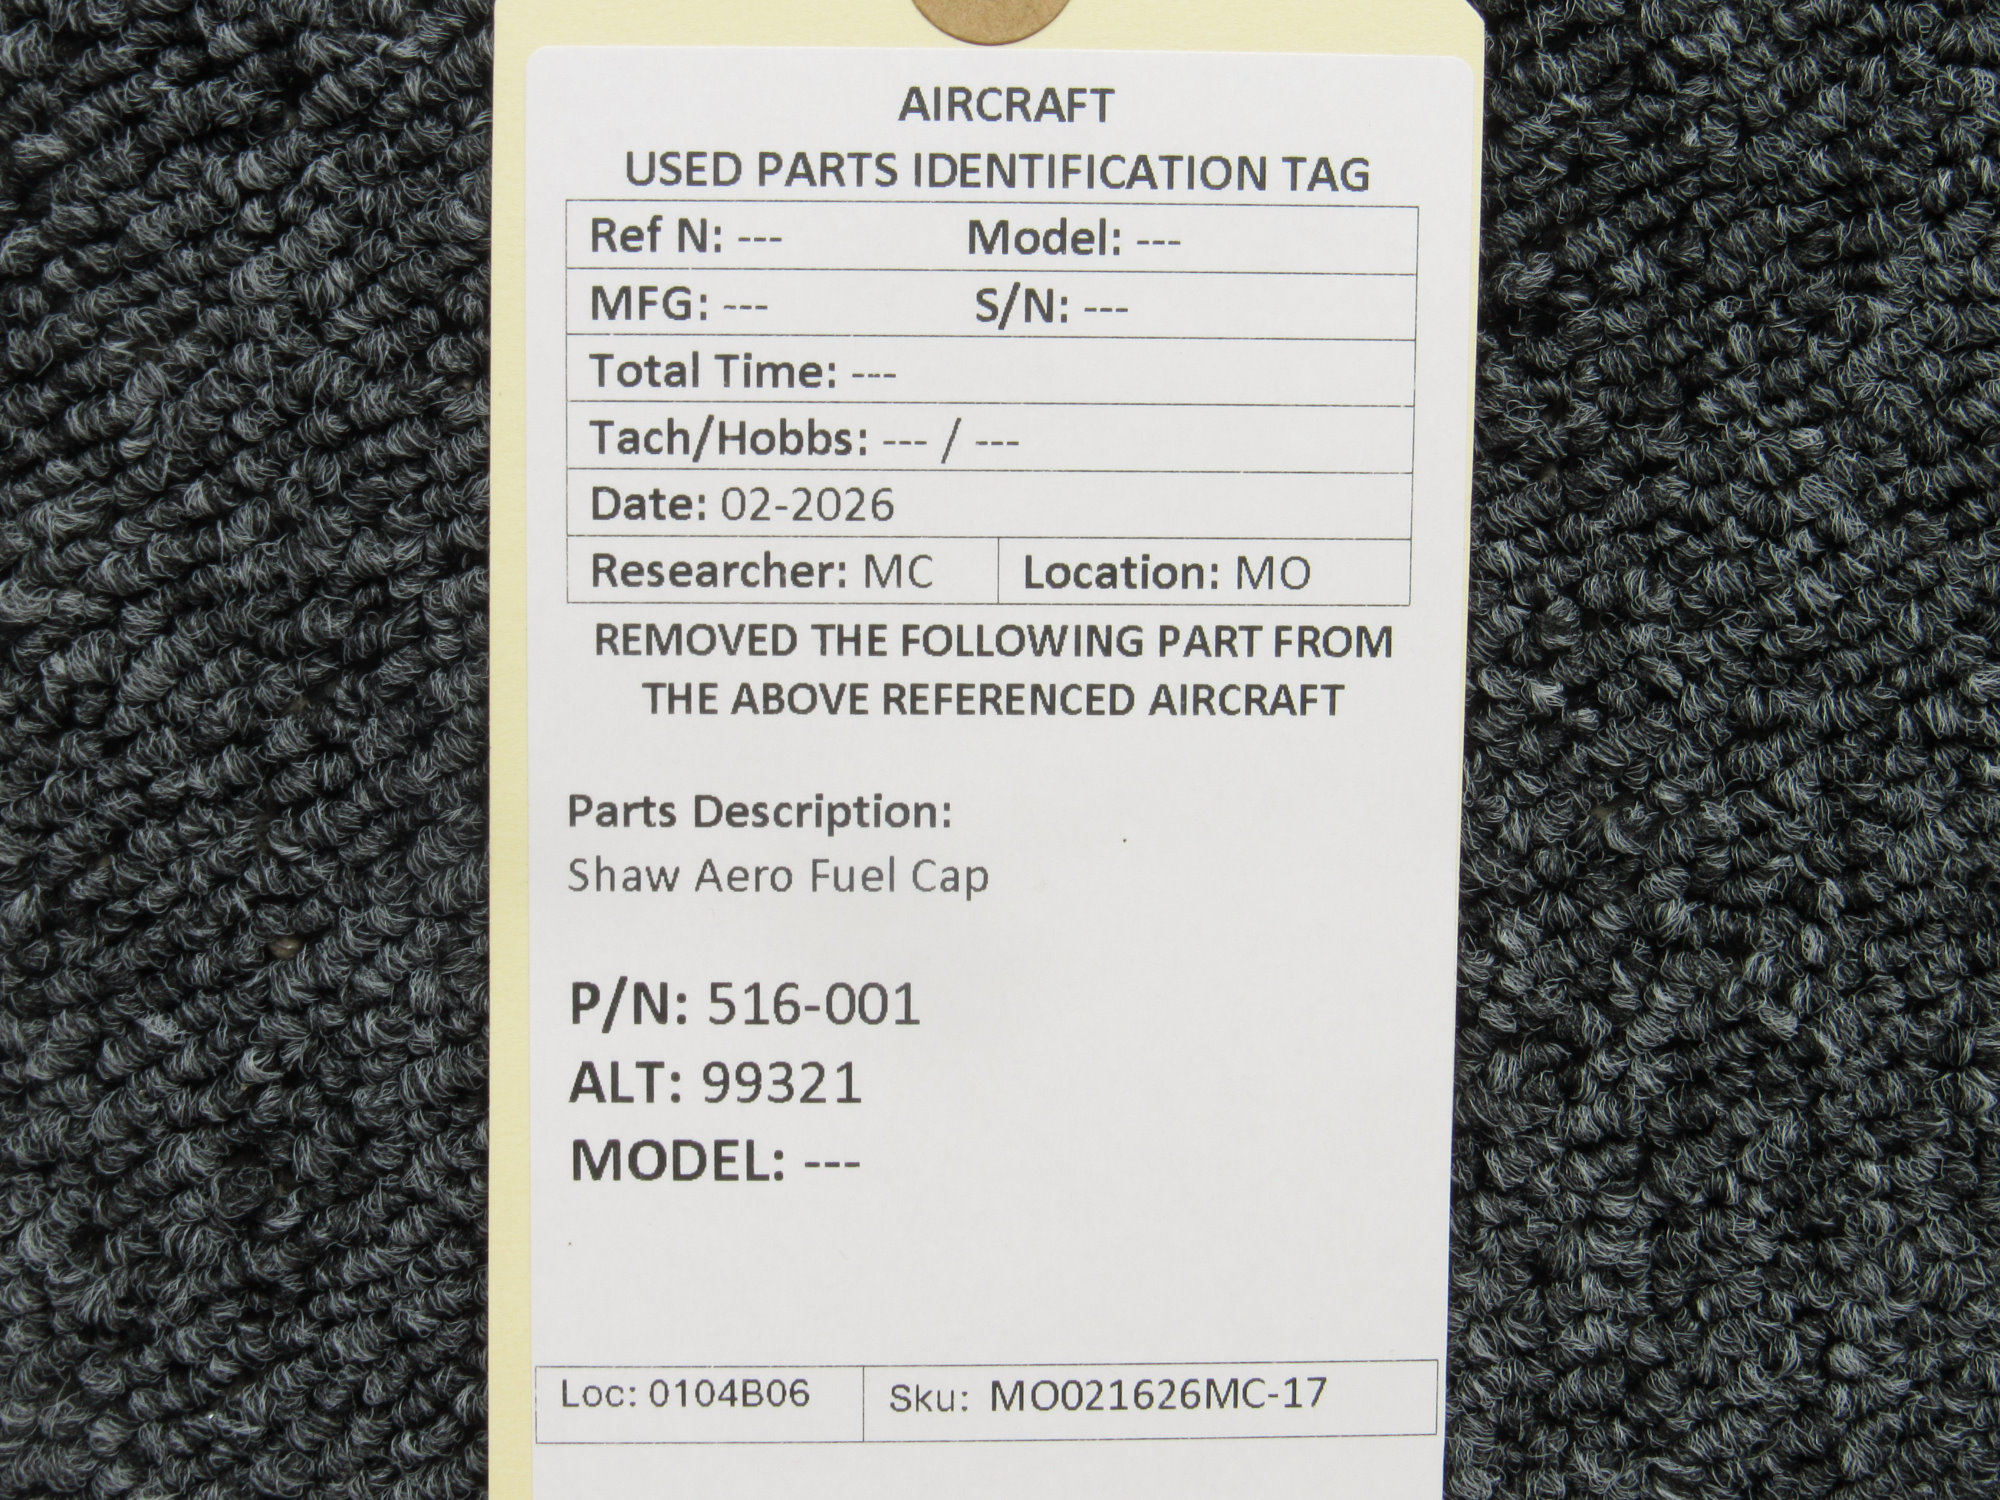 AIRCRAFT
USED PARTS IDENTIFICATION TAG
Ref N: --- Model: ---
MFG: --- S/N: ---
Total Time: ---
Tach/Hobbs: --- / ---
Date: 02-2026
Researcher: MC Location: MO
REMOVED THE FOLLOWING PART FROM
THE ABOVE REFERENCED AIRCRAFT
Parts Description:
Shaw Aero Fuel Cap
P/N: 516-001
ALT: 99321
MODEL: ---
Loc: 0104B06 Sku: MO021626MC-17